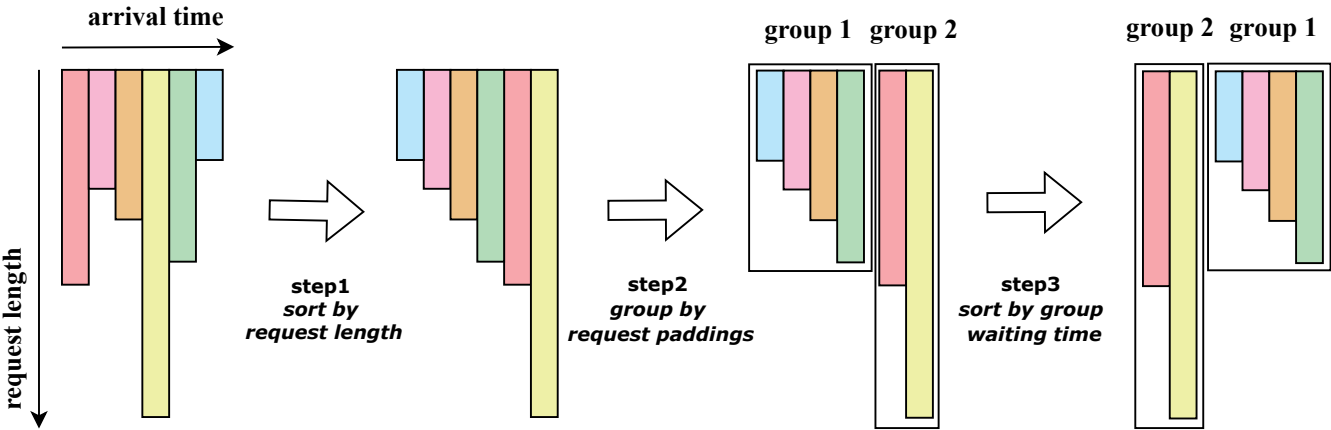 arrival time
request length
step1
sort by
request length
step2
group by
request paddings
group 1
group 2
step3
sort by group
waiting time
group 2
group 1